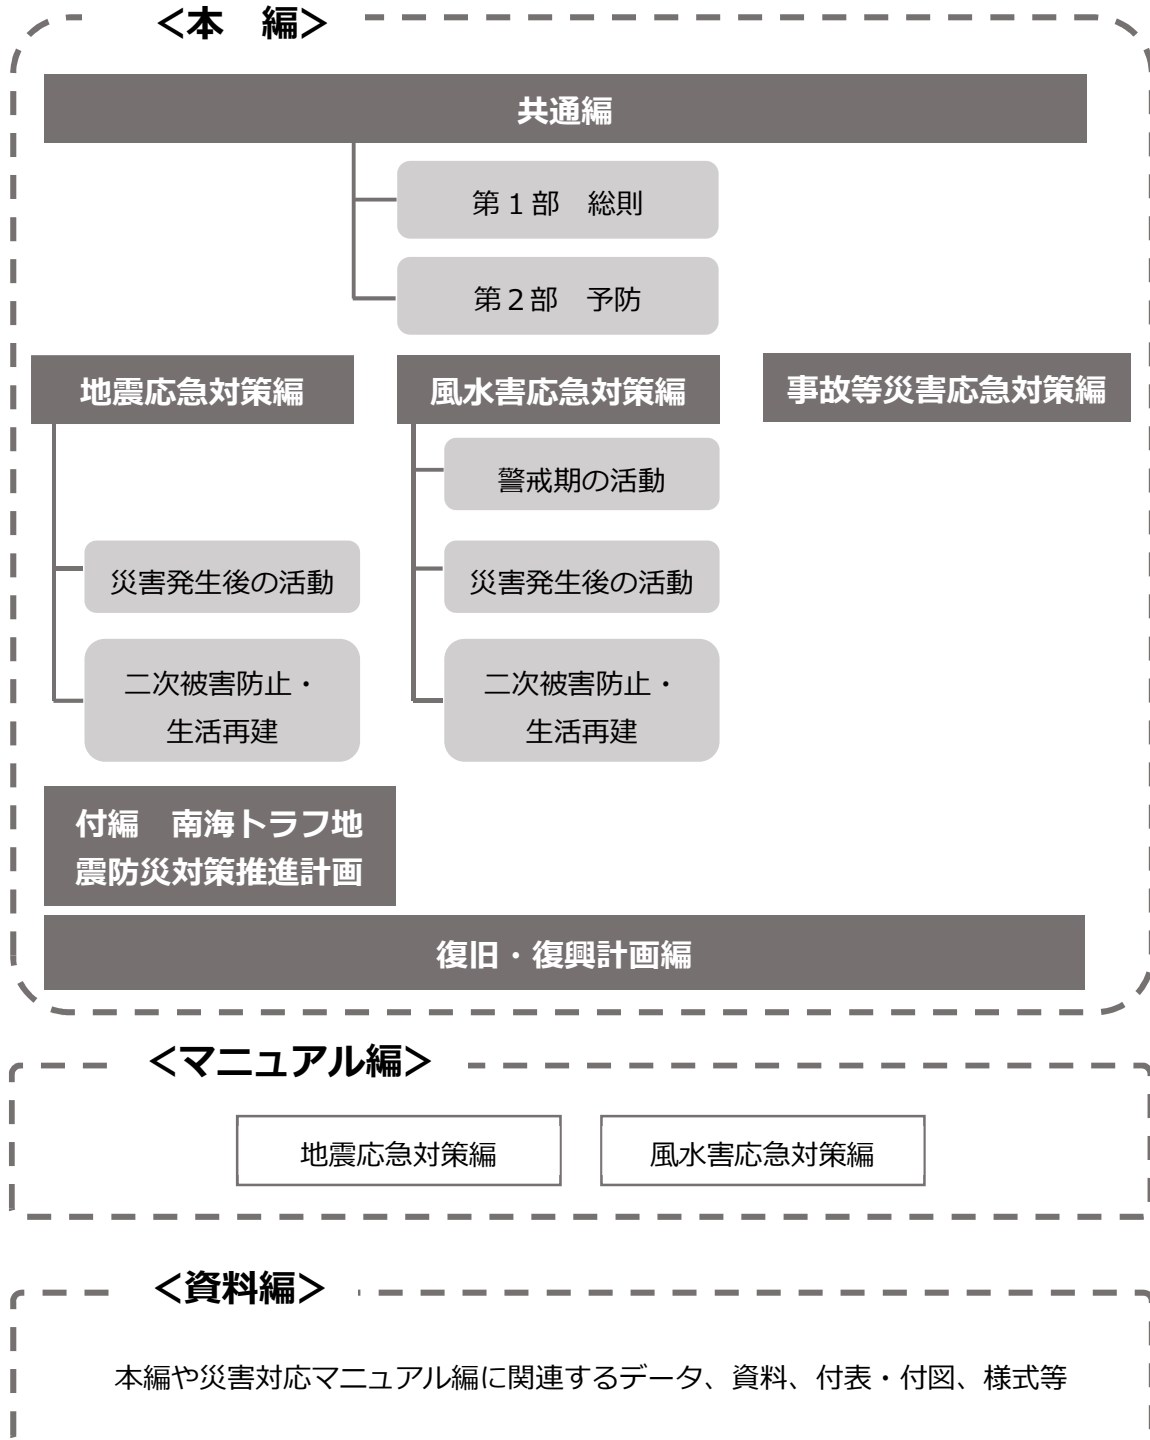 ＜本　編＞
共通編
第１部　総則
第２部　予防
地震応急対策編
風水害応急対策編
事故等災害応急対策編
警戒期の活動
災害発生後の活動
災害発生後の活動
二次被害防止・
生活再建
二次被害防止・
生活再建
付編　南海トラフ地
震防災対策推進計画
復旧・復興計画編
＜マニュアル編＞
地震応急対策編
風水害応急対策編
＜資料編＞
本編や災害対応マニュアル編に関連するデータ、資料、付表・付図、様式等